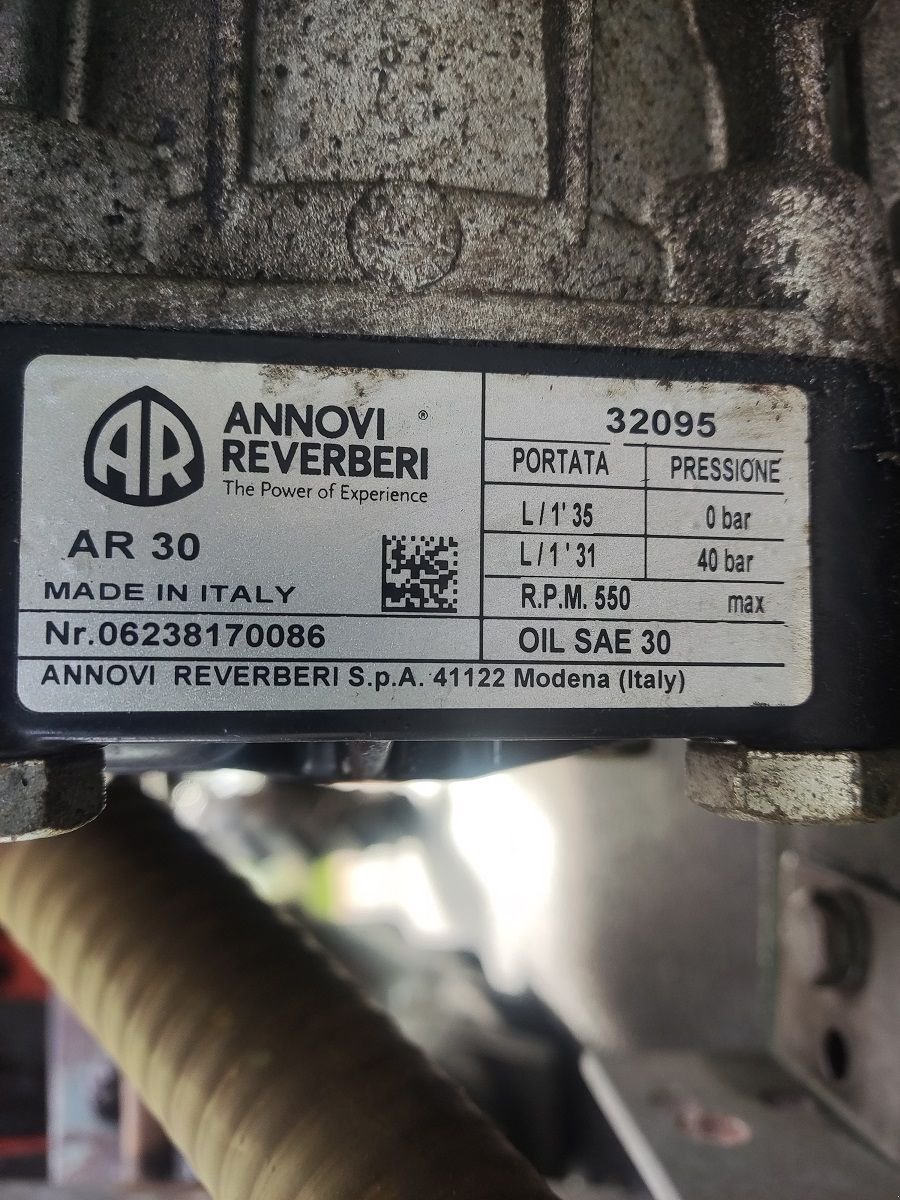 AR
ANNOVI ®
REVERBERI
The Power of Experience
AR 30
MADE IN ITALY
Nr.06238170086
32095
PORTATA PRESSIONE
L/1'35 0 bar
L/1'31 40 bar
R.P.M. 550 max
OIL SAE 30
ANNOVI REVERBERI S.p.A. 41122 Modena (Italy)